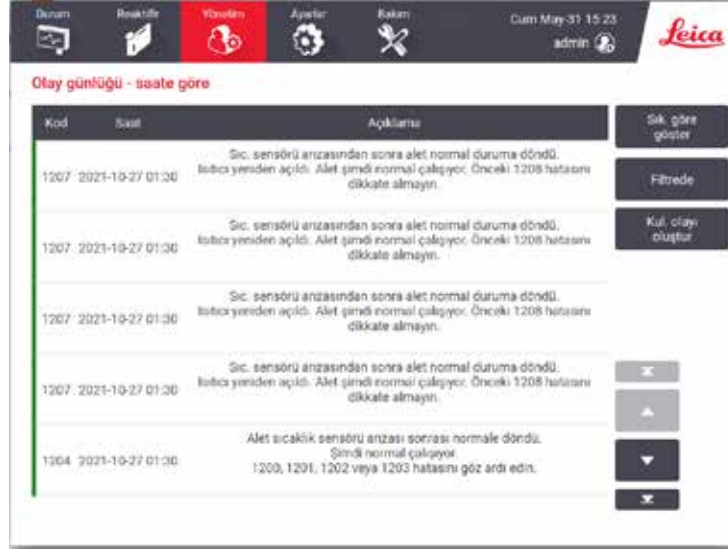 Durum Reaktifler Yönetim Ayarlar Bakım Cum May-31 15:23
admin Leica
Olay günlüğü - saate göre
Kod Saat Açıklama
Sık. göre
göster
Filtrede
Kul. olayı
oluştur
Sıc. sensörü arızasından sonra alet normal duruma döndü.
1207 2021-10-27 01:30 Isıtıcı yeniden açıldı. Alet şimdi normal çalışıyor. Önceki 1208 hatasını
dikkate almayın.
Sıc. sensörü arızasından sonra alet normal duruma döndü.
1207 2021-10-27 01:30 Isıtıcı yeniden açıldı. Alet şimdi normal çalışıyor. Önceki 1208 hatasını
dikkate almayın.
Sıc. sensörü arızasından sonra alet normal duruma döndü.
1207 2021-10-27 01:30 Isıtıcı yeniden açıldı. Alet şimdi normal çalışıyor. Önceki 1208 hatasını
dikkate almayın.
Sıc. sensörü arızasından sonra alet normal duruma döndü.
1207 2021-10-27 01:30 Isıtıcı yeniden açıldı. Alet şimdi normal çalışıyor. Önceki 1208 hatasını
dikkate almayın.
Alet sıcaklık sensörü arızası sonrası normale döndü.
1204 2021-10-27 01:30 Şimdi normal çalışıyor.
1200, 1201, 1202 veya 1203 hatasını göz ardı edin.